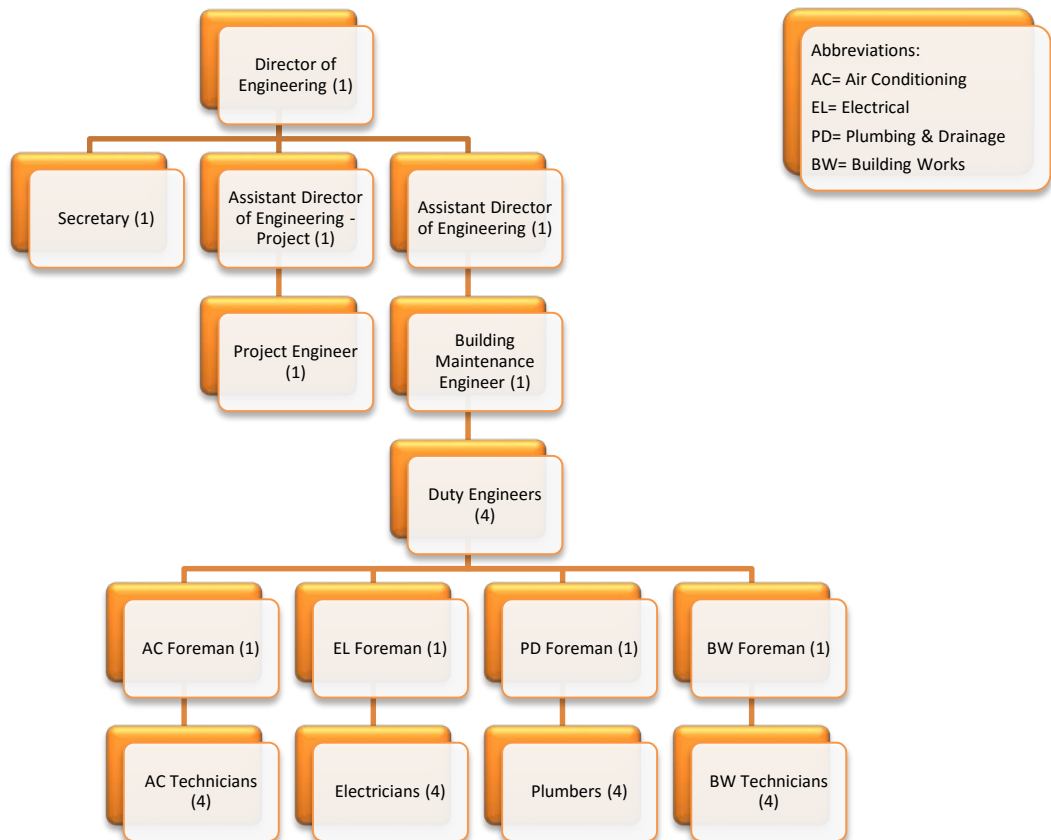 Director of
Engineering (1)
Abbreviations:
AC= Air Conditioning
EL= Electrical
PD= Plumbing & Drainage
BW= Building Works
Secretary (1)
Assistant Director
of Engineering -
Project (1)
Assistant Director
of Engineering (1)
Project Engineer
(1)
Building
Maintenance
Engineer (1)
Duty Engineers
(4)
AC Foreman (1)
EL Foreman (1)
PD Foreman (1)
BW Foreman (1)
AC Technicians
(4)
Electricians (4)
Plumbers (4)
BW Technicians
(4)